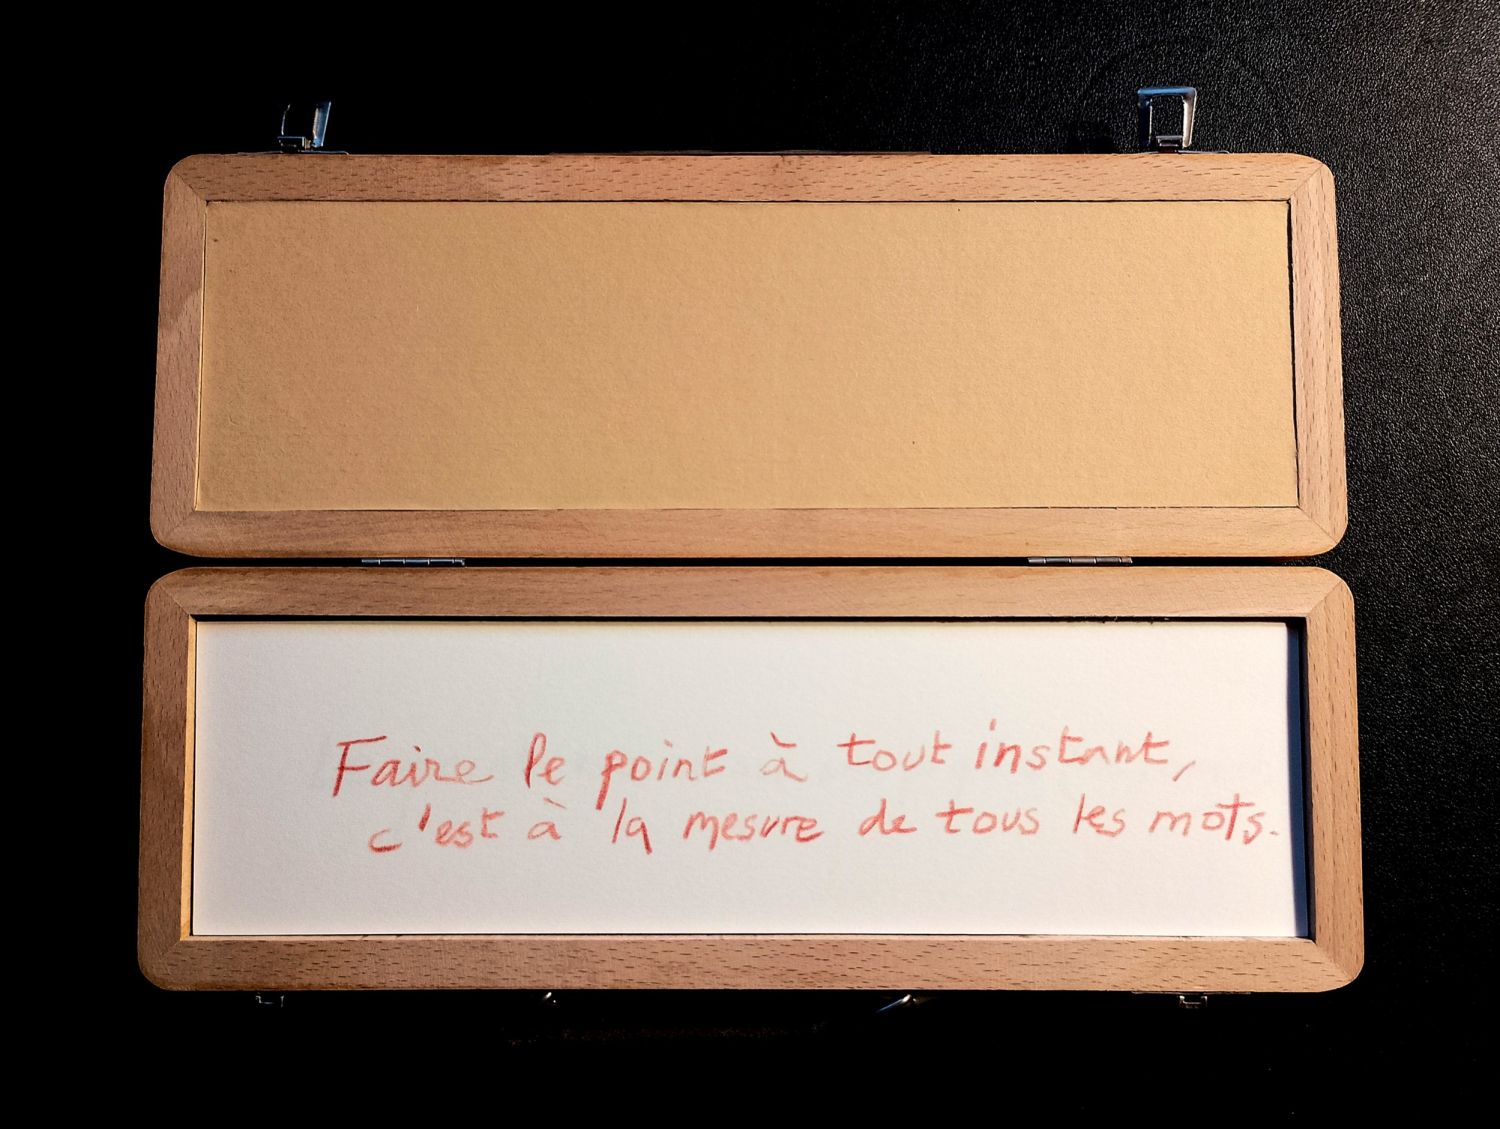 Faire le point à tout instant,
c'est à la mesure de tous les mots.